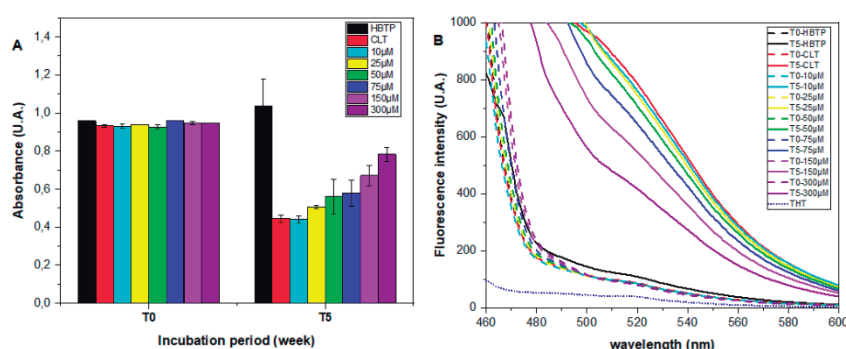 A
Absorbance (U.A.)
1,4
1,2
1,0
0,8
0,6
0,4
0,2
0,0
T0
T5
Incubation period (week)
HBTP
CLT
10µM
25µM
50µM
75µM
150µM
300µM
B
Fluorescence intensity (U.A.)
1000
800
600
400
200
0
460
480
500
520
540
560
580
600
wavelength (nm)
T0-HBTP
T5-HBTP
T0-CLT
T5-CLT
T0-10µM
T5-10µM
T0-25µM
T5-25µM
T0-50µM
T5-50µM
T0-75µM
T5-75µM
T0-150µM
T5-150µM
T0-300µM
T5-300µM
THT